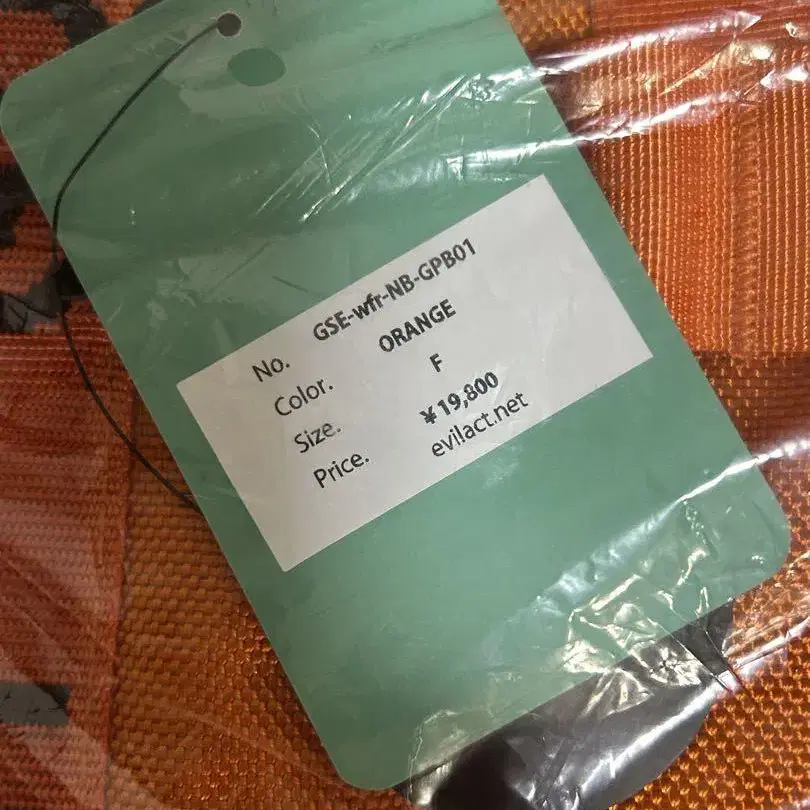 No. GSE-wfr-NB-GPB01
Color. ORANGE
Size. F
Price. ¥19,800
evilact.net